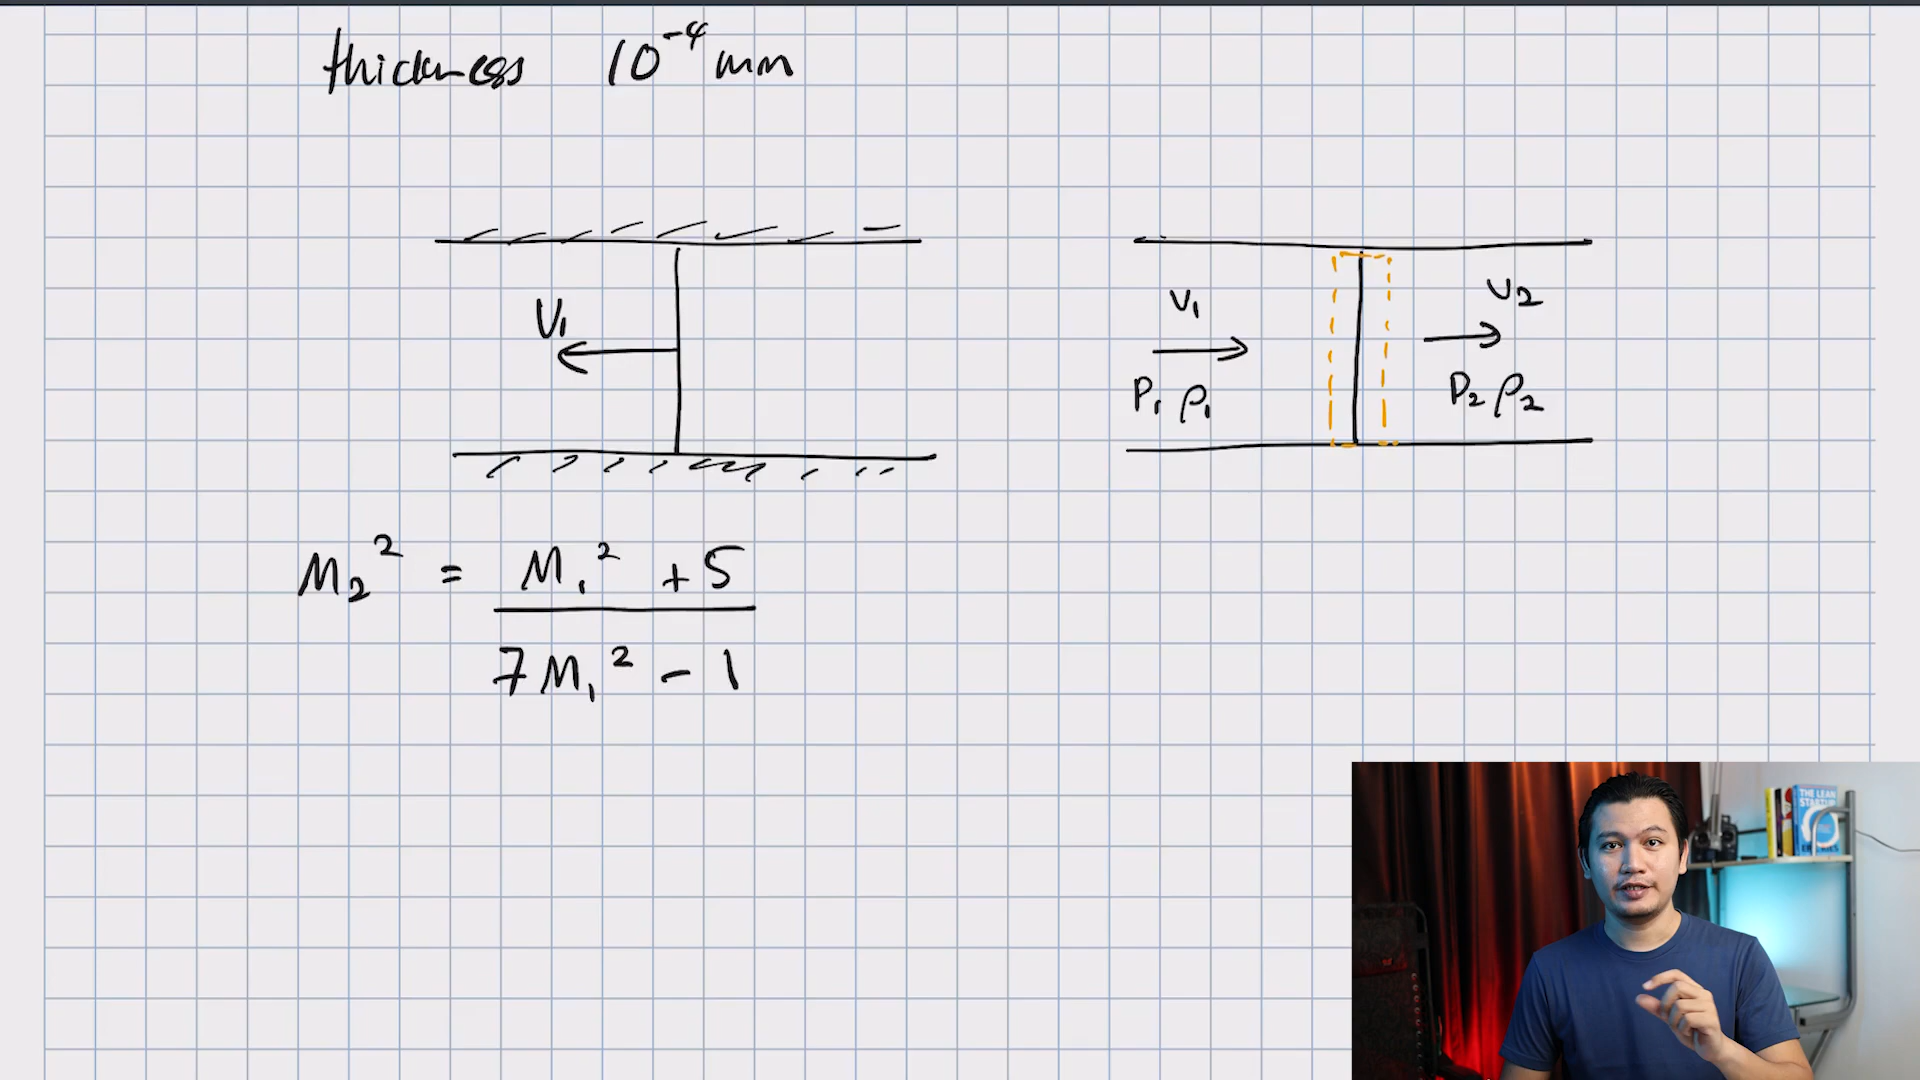 thickness 10⁻⁴ mm
V₁
V₁
V₂
P₁ ρ₁
P₂ ρ₂
M₂² = M₁² + 5
7M₁² - 1
THE LEAN
STARTUP